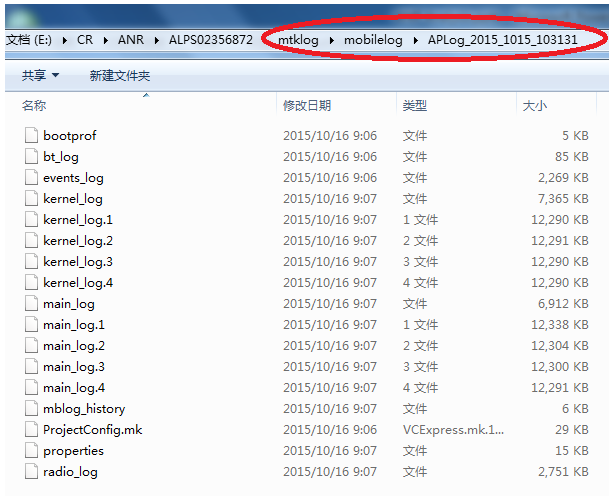 文档 (E:) CR ANR ALPS02356872 mtklog mobilelog APLog_2015_1015_103131
共享 新建文件夹
名称 修改日期 类型 大小
bootprof 2015/10/16 9:06 文件 5 KB
bt_log 2015/10/16 9:06 文件 85 KB
events_log 2015/10/16 9:06 文件 2,269 KB
kernel_log 2015/10/16 9:07 文件 7,365 KB
kernel_log.1 2015/10/16 9:07 1 文件 12,290 KB
kernel_log.2 2015/10/16 9:07 2 文件 12,291 KB
kernel_log.3 2015/10/16 9:07 3 文件 12,290 KB
kernel_log.4 2015/10/16 9:07 4 文件 12,290 KB
main_log 2015/10/16 9:07 文件 6,912 KB
main_log.1 2015/10/16 9:07 1 文件 12,338 KB
main_log.2 2015/10/16 9:07 2 文件 12,304 KB
main_log.3 2015/10/16 9:07 3 文件 12,300 KB
main_log.4 2015/10/16 9:07 4 文件 12,291 KB
mblog_history 2015/10/16 9:07 文件 6 KB
ProjectConfig.mk 2015/10/16 9:06 VCExpress.mk.1... 29 KB
properties 2015/10/16 9:07 文件 15 KB
radio_log 2015/10/16 9:07 文件 2,751 KB